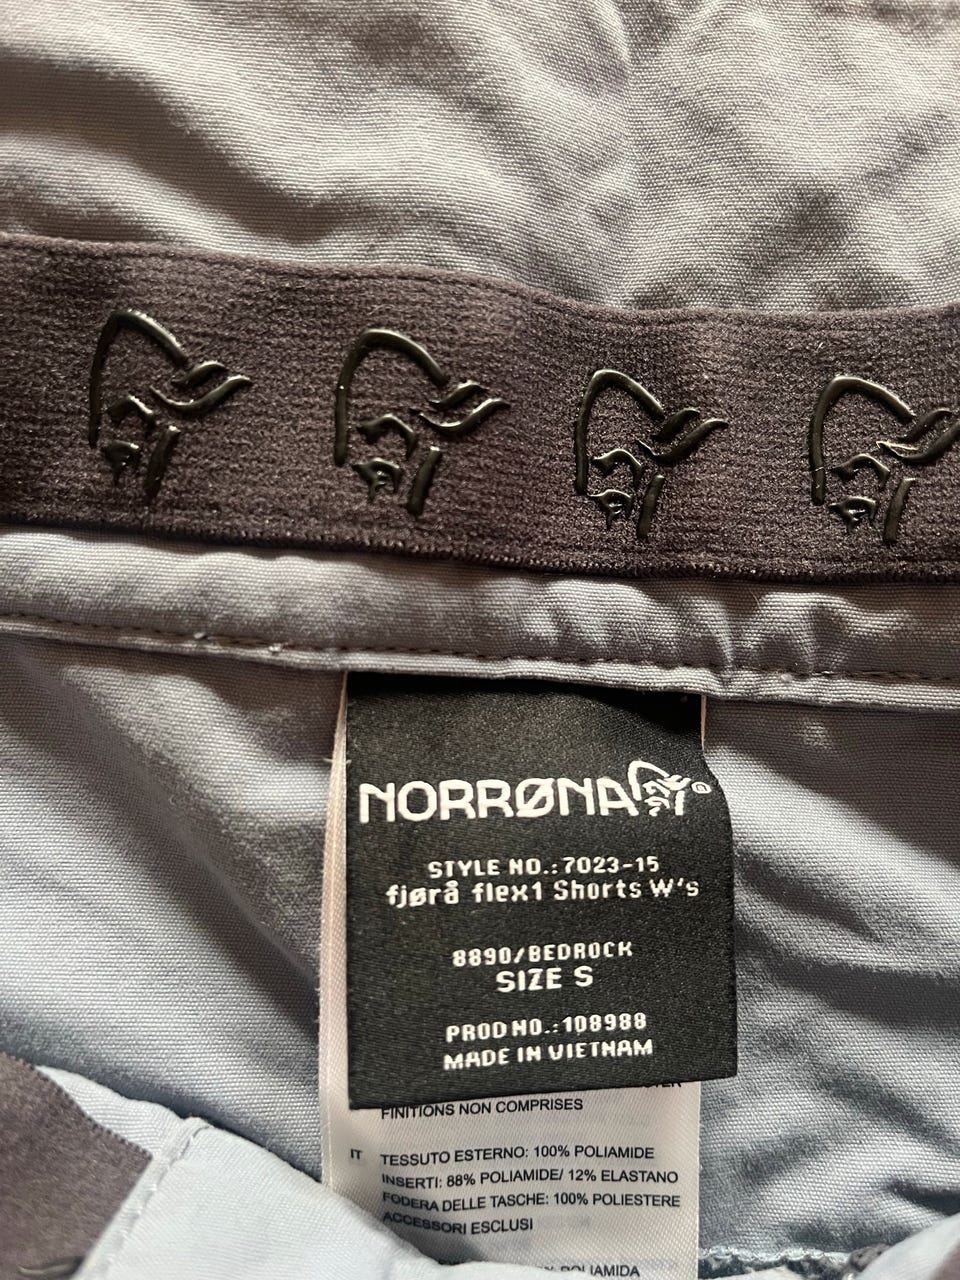 NORRØNA®
STYLE NO.:7023-15
fjørå flex1 Shorts W's
8890/BEDROCK
SIZE S
PROD NO.:108988
MADE IN VIETNAM
FINITIONS NON COMPRISES
IT TESSUTO ESTERNO: 100% POLIAMIDE
INSERTI: 88% POLIAMIDE/ 12% ELASTANO
FODERA DELLE TASCHE: 100% POLIESTERE
ACCESSORI ESCLUSI